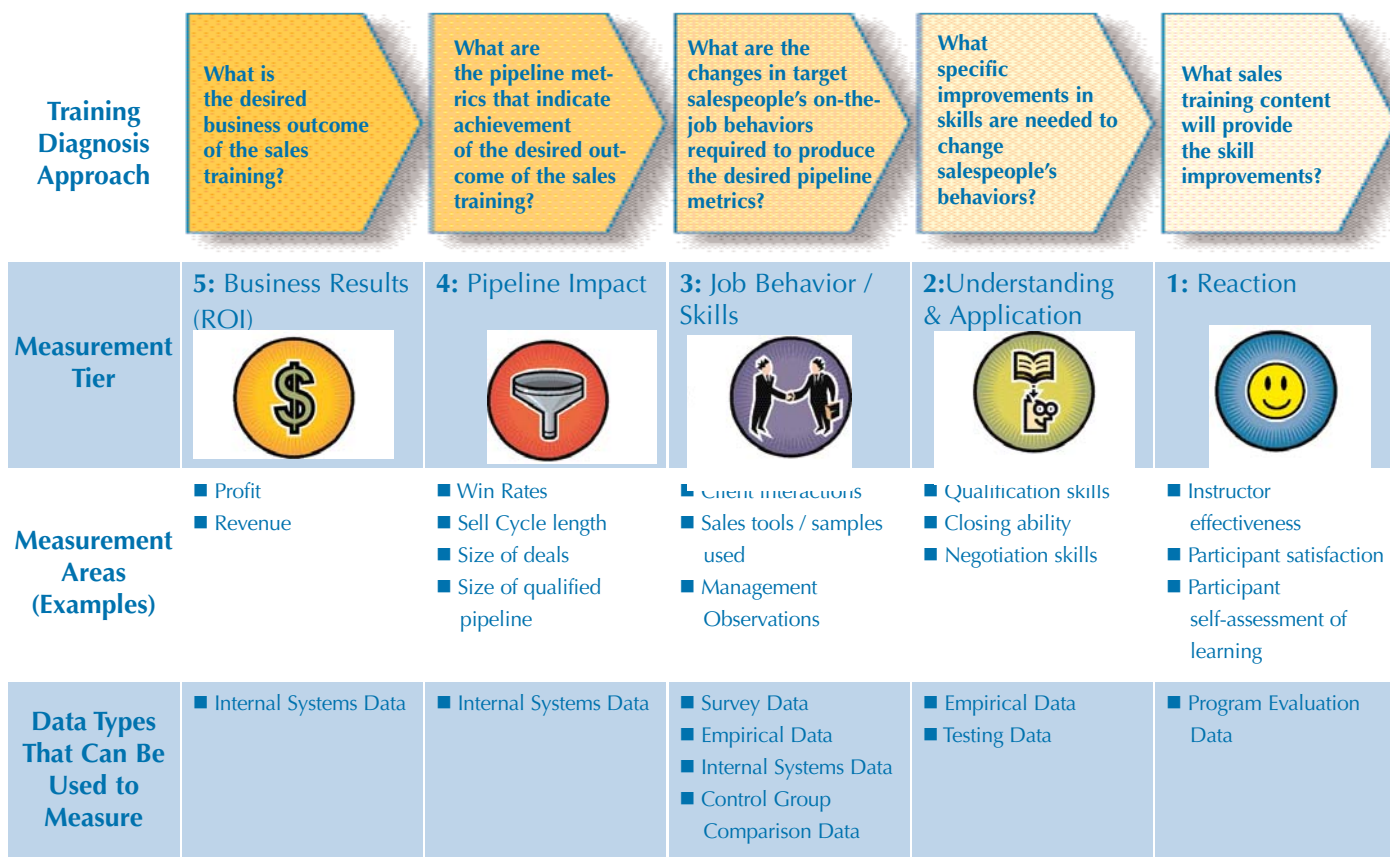 Training
Diagnosis
Approach
What is
the desired
business outcome
of the sales
training?
What are
the pipeline met-
rics that indicate
achievement
of the desired out-
come of the sales
training?
What are the
changes in target
salespeople's on-the-
job behaviors
required to produce
the desired pipeline
metrics?
What
specific
improvements in
skills are needed to
change
salespeople's
behaviors?
What sales
training content
will provide
the skill
improvements?
Measurement
Tier
5: Business Results
(ROI)
$
4: Pipeline Impact
3: Job Behavior /
Skills
2:Understanding
& Application
1: Reaction
Measurement
Areas
(Examples)
■ Profit
■ Revenue
■ Win Rates
■ Sell Cycle length
■ Size of deals
■ Size of qualified
pipeline
■ Client Interactions
■ Sales tools / samples
used
■ Management
Observations
■ Qualification skills
■ Closing ability
■ Negotiation skills
■ Instructor
effectiveness
■ Participant satisfaction
■ Participant
self-assessment of
learning
Data Types
That Can Be
Used to
Measure
■ Internal Systems Data
■ Internal Systems Data
■ Survey Data
■ Empirical Data
■ Internal Systems Data
■ Control Group
Comparison Data
■ Empirical Data
■ Testing Data
■ Program Evaluation
Data